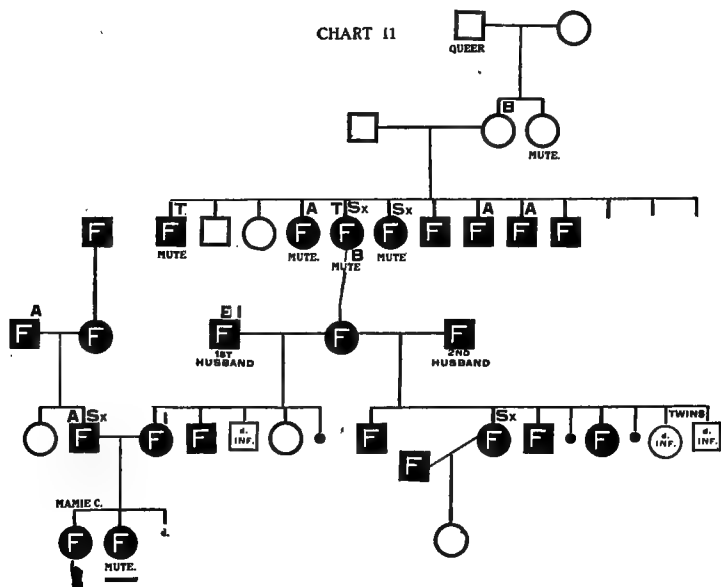 CHART 11
QUEER
B
MUTE.
T. A T Sx Sx A A
F F F F F F F F
MUTE MUTE. MUTE MUTE
B
A E I
F F F F F
1ST HUSBAND 2ND HUSBAND
A Sx I Sx TWINS
F F F d. INF. F F F F d. INF. d. INF.
F
MAMIE C.
F F d.
MUTE.